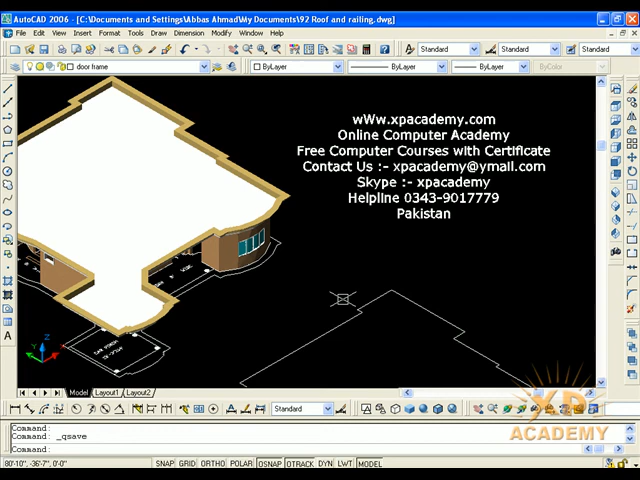 AutoCAD 2006 - [C:\Documents and Settings\Abbas Ahmad\My Documents\92 Roof and railing.dwg]
File Edit View Insert Format Tools Draw Dimension Modify Window Help
Standard Standard Standard
door frame ByLayer ByLayer ByLayer ByColor
wWw.xpacademy.com
Online Computer Academy
Free Computer Courses with Certificate
Contact Us :- xpacademy@ymail.com
Skype :- xpacademy
Helpline 0343-9017779
Pakistan
Z
Model Layout1 Layout2
Standard
Command:
Command: _qsave
Command:
XP
ACADEMY
80'-10", -36'-7", 0'-0" SNAP GRID ORTHO POLAR OSNAP OTRACK DYN LWT MODEL